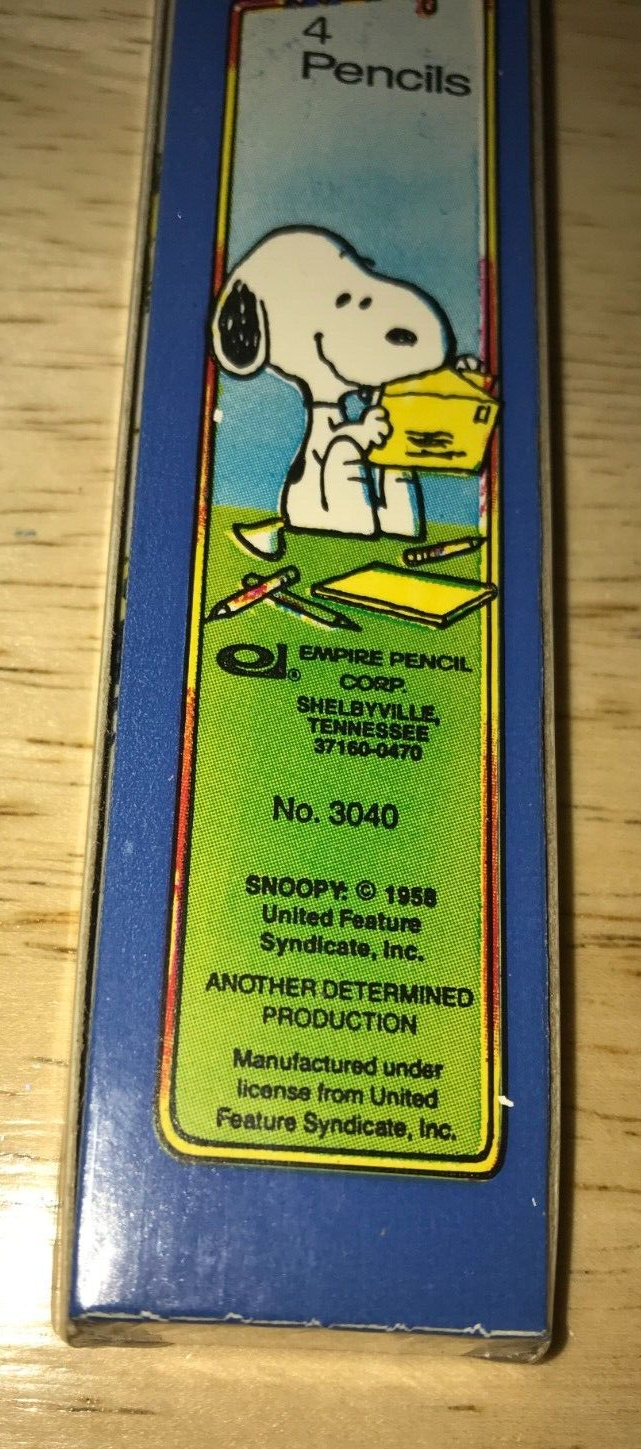 4
Pencils
®
EMPIRE PENCIL
CORP.
SHELBYVILLE,
TENNESSEE
37160-0470
No. 3040
SNOOPY: © 1958
United Feature
Syndicate, Inc.
ANOTHER DETERMINED
PRODUCTION
Manufactured under
license from United
Feature Syndicate, Inc.